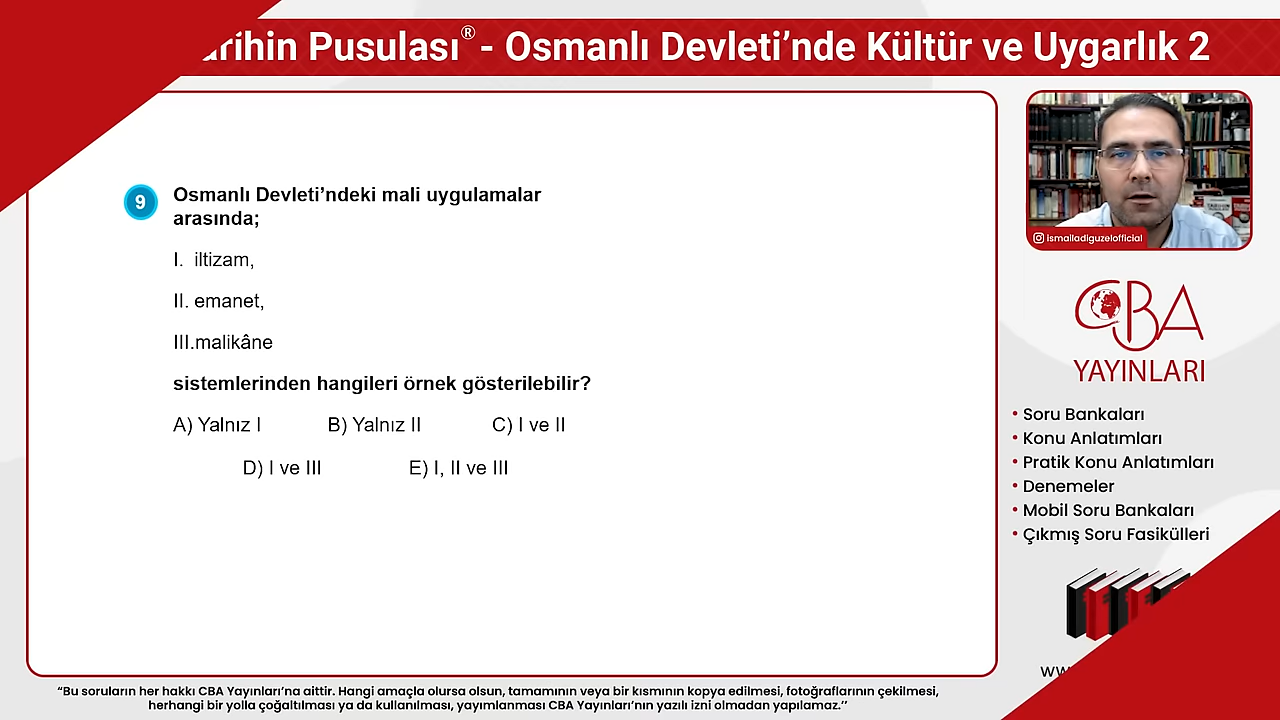 arihin Pusulası® - Osmanlı Devleti’nde Kültür ve Uygarlık 2
9
Osmanlı Devleti’ndeki mali uygulamalar
arasında;
I. iltizam,
II. emanet,
III.malikâne
sistemlerinden hangileri örnek gösterilebilir?
A) Yalnız I B) Yalnız II C) I ve II
D) I ve III E) I, II ve III
ismailadiguzelofficial
CBA
YAYINLARI
• Soru Bankaları
• Konu Anlatımları
• Pratik Konu Anlatımları
• Denemeler
• Mobil Soru Bankaları
• Çıkmış Soru Fasikülleri
“Bu soruların her hakkı CBA Yayınları’na aittir. Hangi amaçla olursa olsun, tamamının veya bir kısmının kopya edilmesi, fotoğraflarının çekilmesi,
herhangi bir yolla çoğaltılması ya da kullanılması, yayımlanması CBA Yayınları’nın yazılı izni olmadan yapılamaz.’’